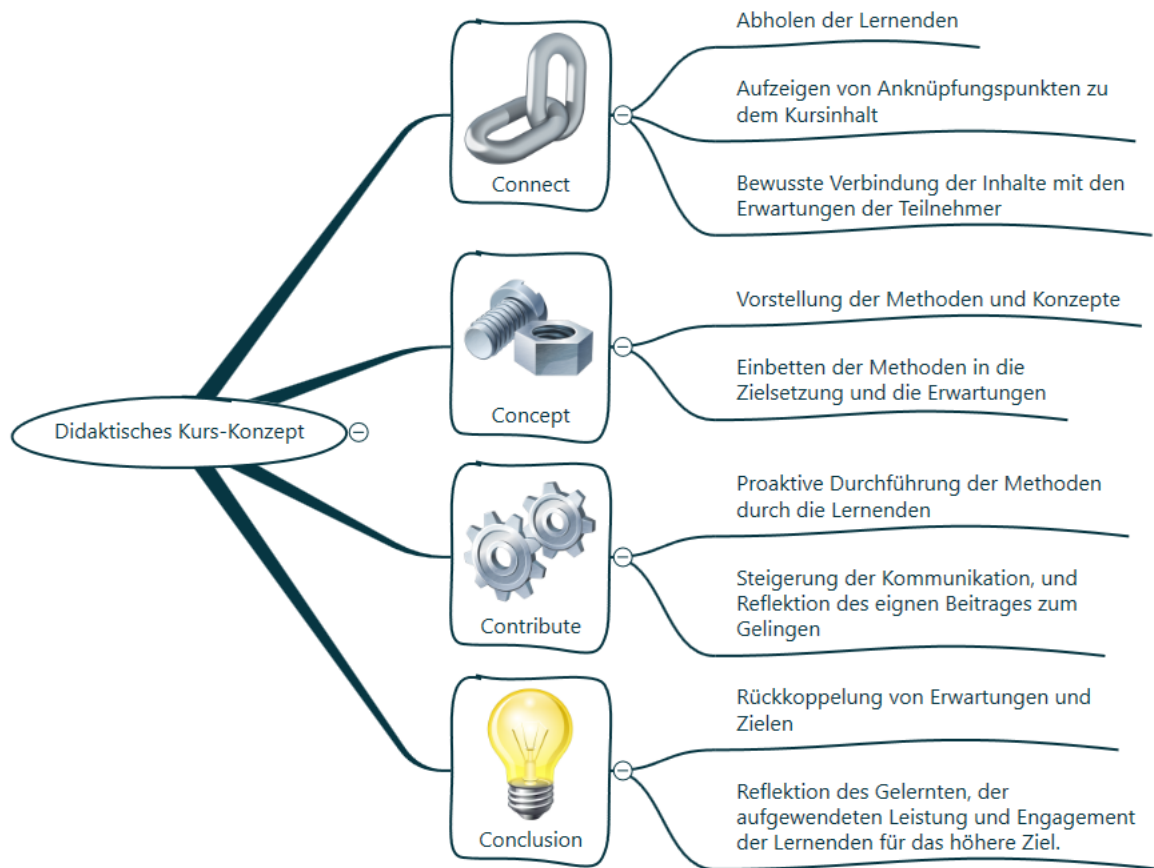 Didaktisches Kurs-Konzept
Connect
Abholen der Lernenden
Aufzeigen von Anknüpfungspunkten zu
dem Kursinhalt
Bewusste Verbindung der Inhalte mit den
Erwartungen der Teilnehmer
Concept
Vorstellung der Methoden und Konzepte
Einbetten der Methoden in die
Zielsetzung und die Erwartungen
Contribute
Proaktive Durchführung der Methoden
durch die Lernenden
Steigerung der Kommunikation, und
Reflektion des eignen Beitrages zum
Gelingen
Conclusion
Rückkoppelung von Erwartungen und
Zielen
Reflektion des Gelernten, der
aufgewendeten Leistung und Engagement
der Lernenden für das höhere Ziel.